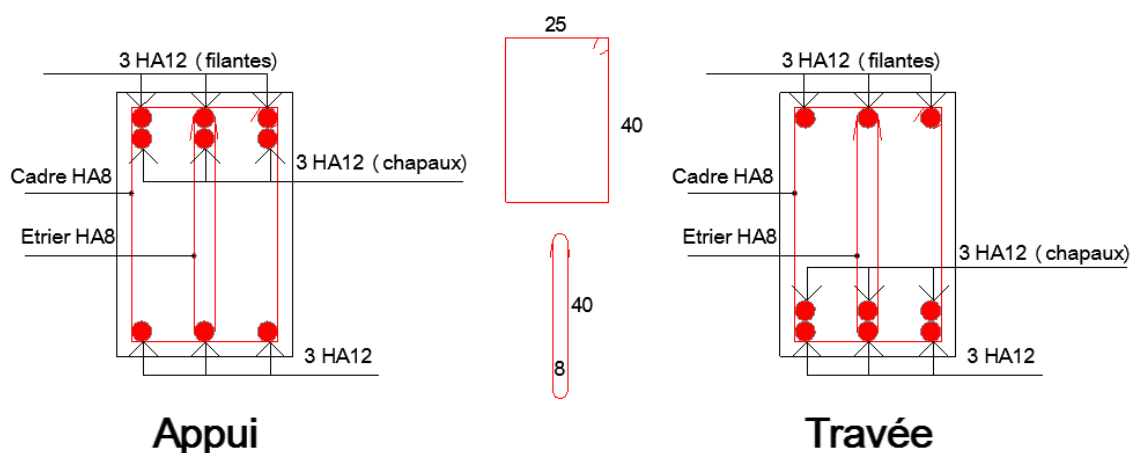 3 HA12 ( filantes)
3 HA12 ( chapaux)
Cadre HA8
Etrier HA8
3 HA12
Appui
25
40
40
8
3 HA12 ( filantes)
Cadre HA8
Etrier HA8
3 HA12 ( chapaux)
3 HA12
Travée